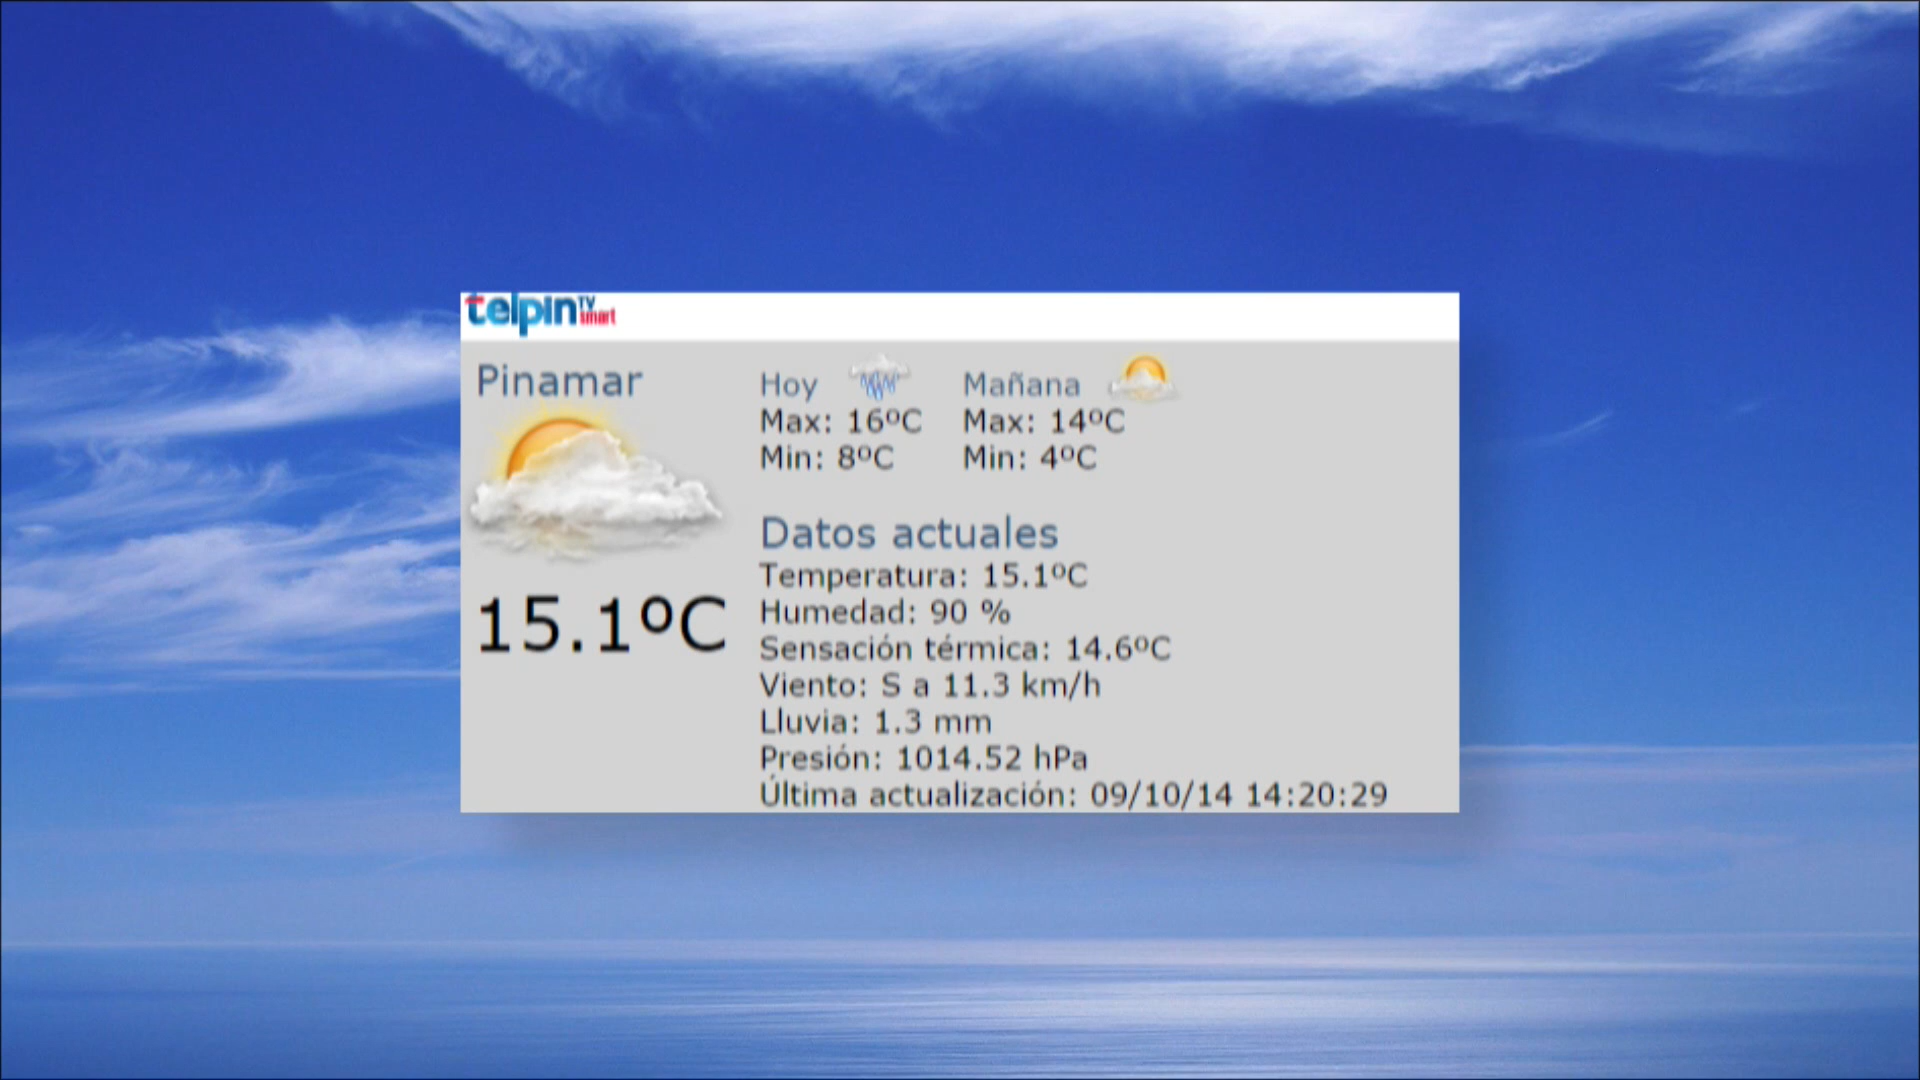 telpin TV smart
Pinamar
15.1ºC
Hoy
Max: 16ºC
Min: 8ºC
Mañana
Max: 14ºC
Min: 4ºC
Datos actuales
Temperatura: 15.1ºC
Humedad: 90 %
Sensación térmica: 14.6ºC
Viento: S a 11.3 km/h
Lluvia: 1.3 mm
Presión: 1014.52 hPa
Última actualización: 09/10/14 14:20:29